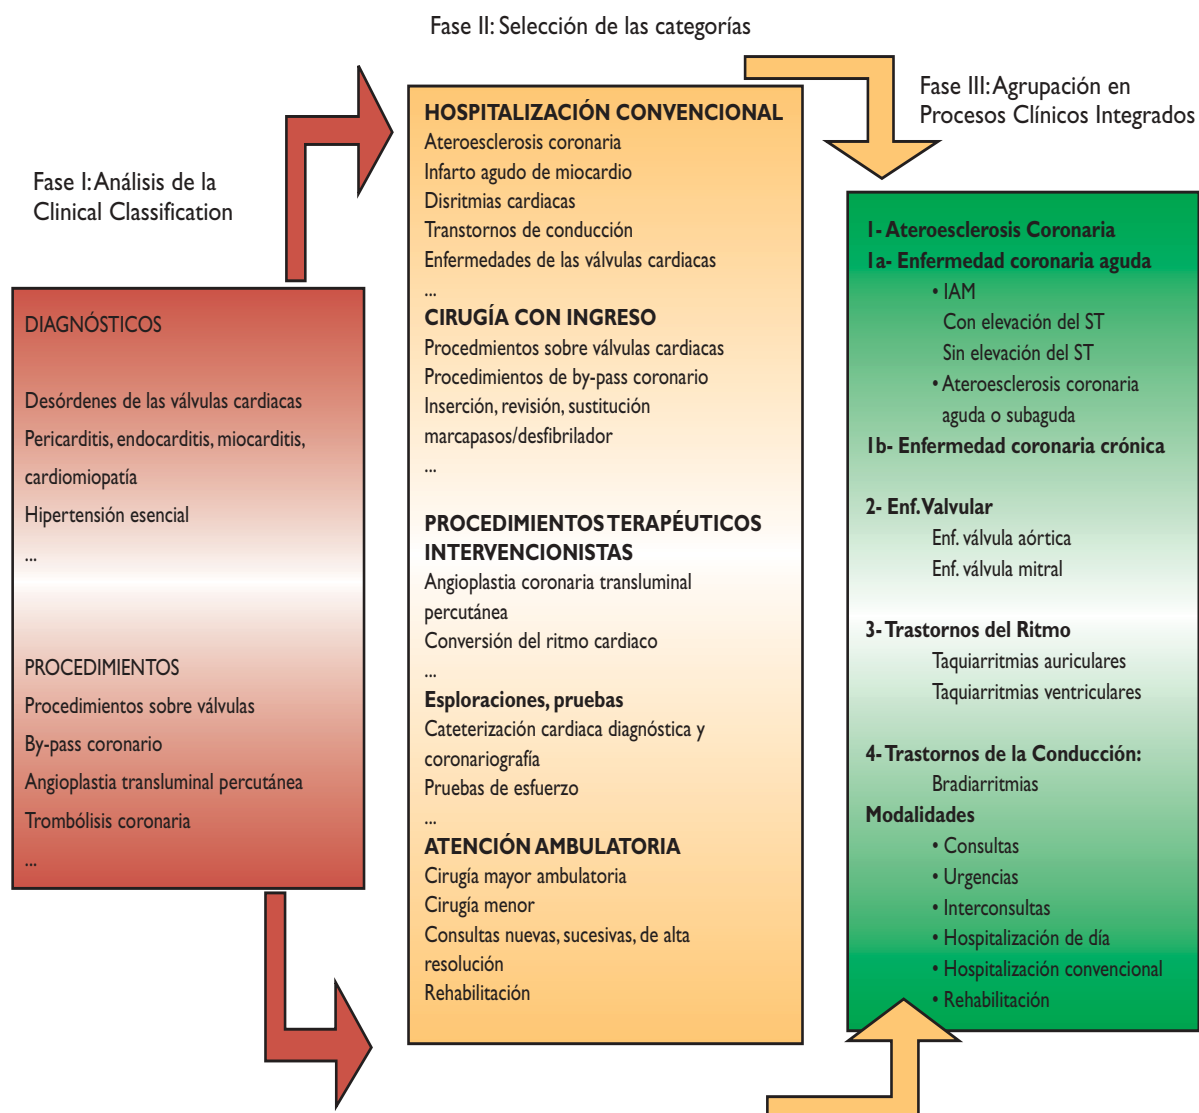 Fase II: Selección de las categorías
Fase I: Análisis de la
Clinical Classification
DIAGNÓSTICOS
Desórdenes de las válvulas cardiacas
Pericarditis, endocarditis, miocarditis,
cardiomiopatía
Hipertensión esencial
...
PROCEDIMIENTOS
Procedimientos sobre válvulas
By-pass coronario
Angioplastia transluminal percutánea
Trombólisis coronaria
...
HOSPITALIZACIÓN CONVENCIONAL
Ateroesclerosis coronaria
Infarto agudo de miocardio
Disritmias cardiacas
Transtornos de conducción
Enfermedades de las válvulas cardiacas
...
CIRUGÍA CON INGRESO
Procedmientos sobre válvulas cardiacas
Procedimientos de by-pass coronario
Inserción, revisión, sustitución
marcapasos/desfibrilador
...
PROCEDIMIENTOS TERAPÉUTICOS
INTERVENCIONISTAS
Angioplastia coronaria transluminal
percutánea
Conversión del ritmo cardiaco
...
Esploraciones, pruebas
Cateterización cardiaca diagnóstica y
coronariografía
Pruebas de esfuerzo
...
ATENCIÓN AMBULATORIA
Cirugía mayor ambulatoria
Cirugía menor
Consultas nuevas, sucesivas, de alta
resolución
Rehabilitación
Fase III: Agrupación en
Procesos Clínicos Integrados
1- Ateroesclerosis Coronaria
1a- Enfermedad coronaria aguda
• IAM
Con elevación del ST
Sin elevación del ST
• Ateroesclerosis coronaria
aguda o subaguda
1b- Enfermedad coronaria crónica
2- Enf. Valvular
Enf. válvula aórtica
Enf. válvula mitral
3- Trastornos del Ritmo
Taquiarritmias auriculares
Taquiarritmias ventriculares
4- Trastornos de la Conducción:
Bradiarritmias
Modalidades
• Consultas
• Urgencias
• Interconsultas
• Hospitalización de día
• Hospitalización convencional
• Rehabilitación